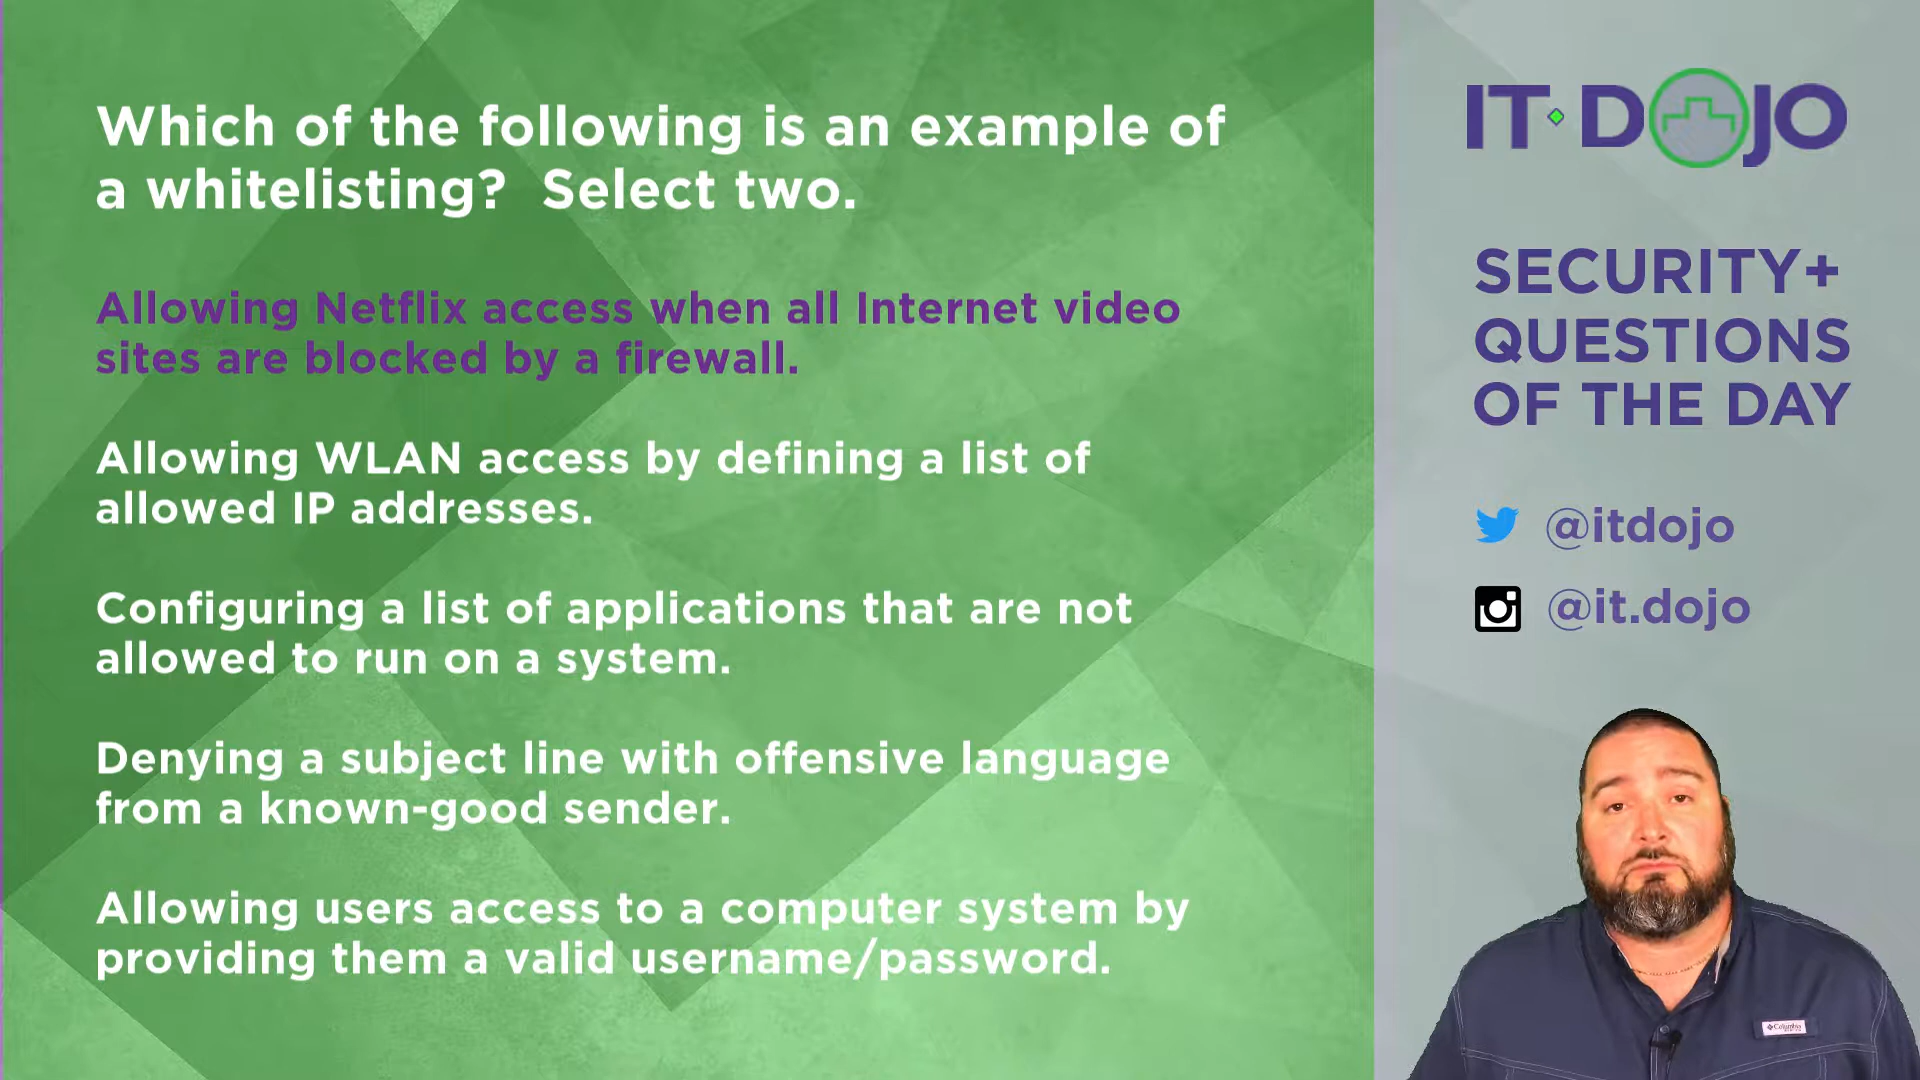 Which of the following is an example of
a whitelisting? Select two.
Allowing Netflix access when all Internet video
sites are blocked by a firewall.
Allowing WLAN access by defining a list of
allowed IP addresses.
Configuring a list of applications that are not
allowed to run on a system.
Denying a subject line with offensive language
from a known-good sender.
Allowing users access to a computer system by
providing them a valid username/password.
IT DOJO
SECURITY+
QUESTIONS
OF THE DAY
@itdojo
@it.dojo
Columbia